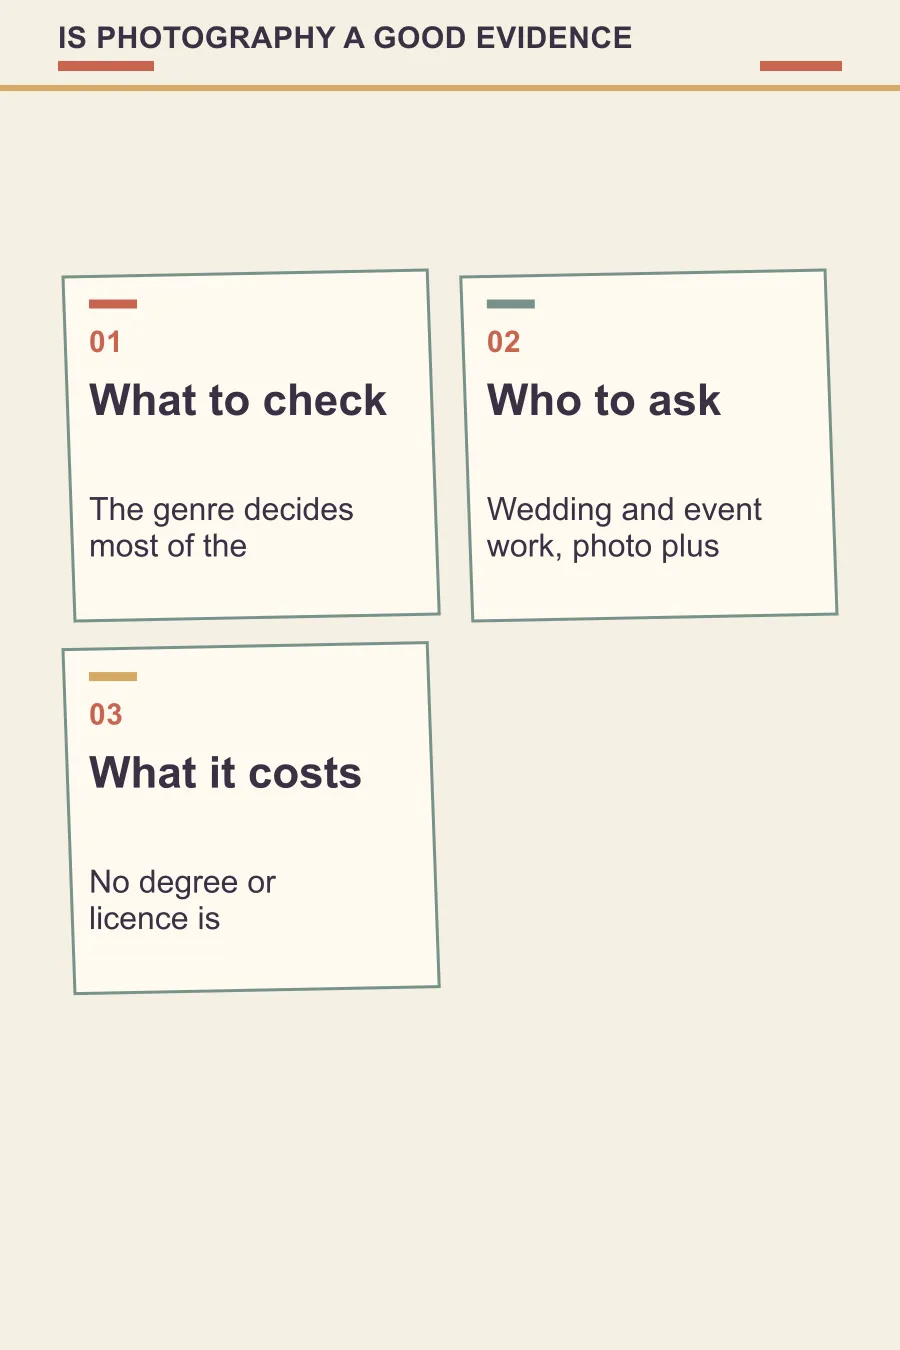 IS PHOTOGRAPHY A GOOD EVIDENCE
01
What to check
The genre decides
most of the
02
Who to ask
Wedding and event
work, photo plus
03
What it costs
No degree or
licence is